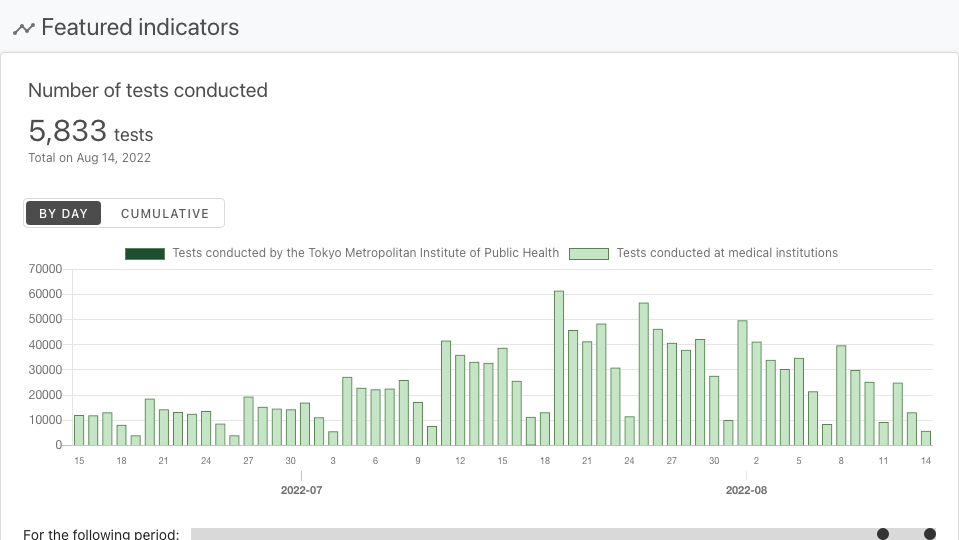 Featured indicators
Number of tests conducted
5,833 tests
Total on Aug 14, 2022
BY DAY CUMULATIVE
Tests conducted by the Tokyo Metropolitan Institute of Public Health Tests conducted at medical institutions
70000
60000
50000
40000
30000
20000
10000
0
15 18 21 24 27 30 3 6 9 12 15 18 21 24 27 30 2 5 8 11 14
2022-07 2022-08
For the following period: